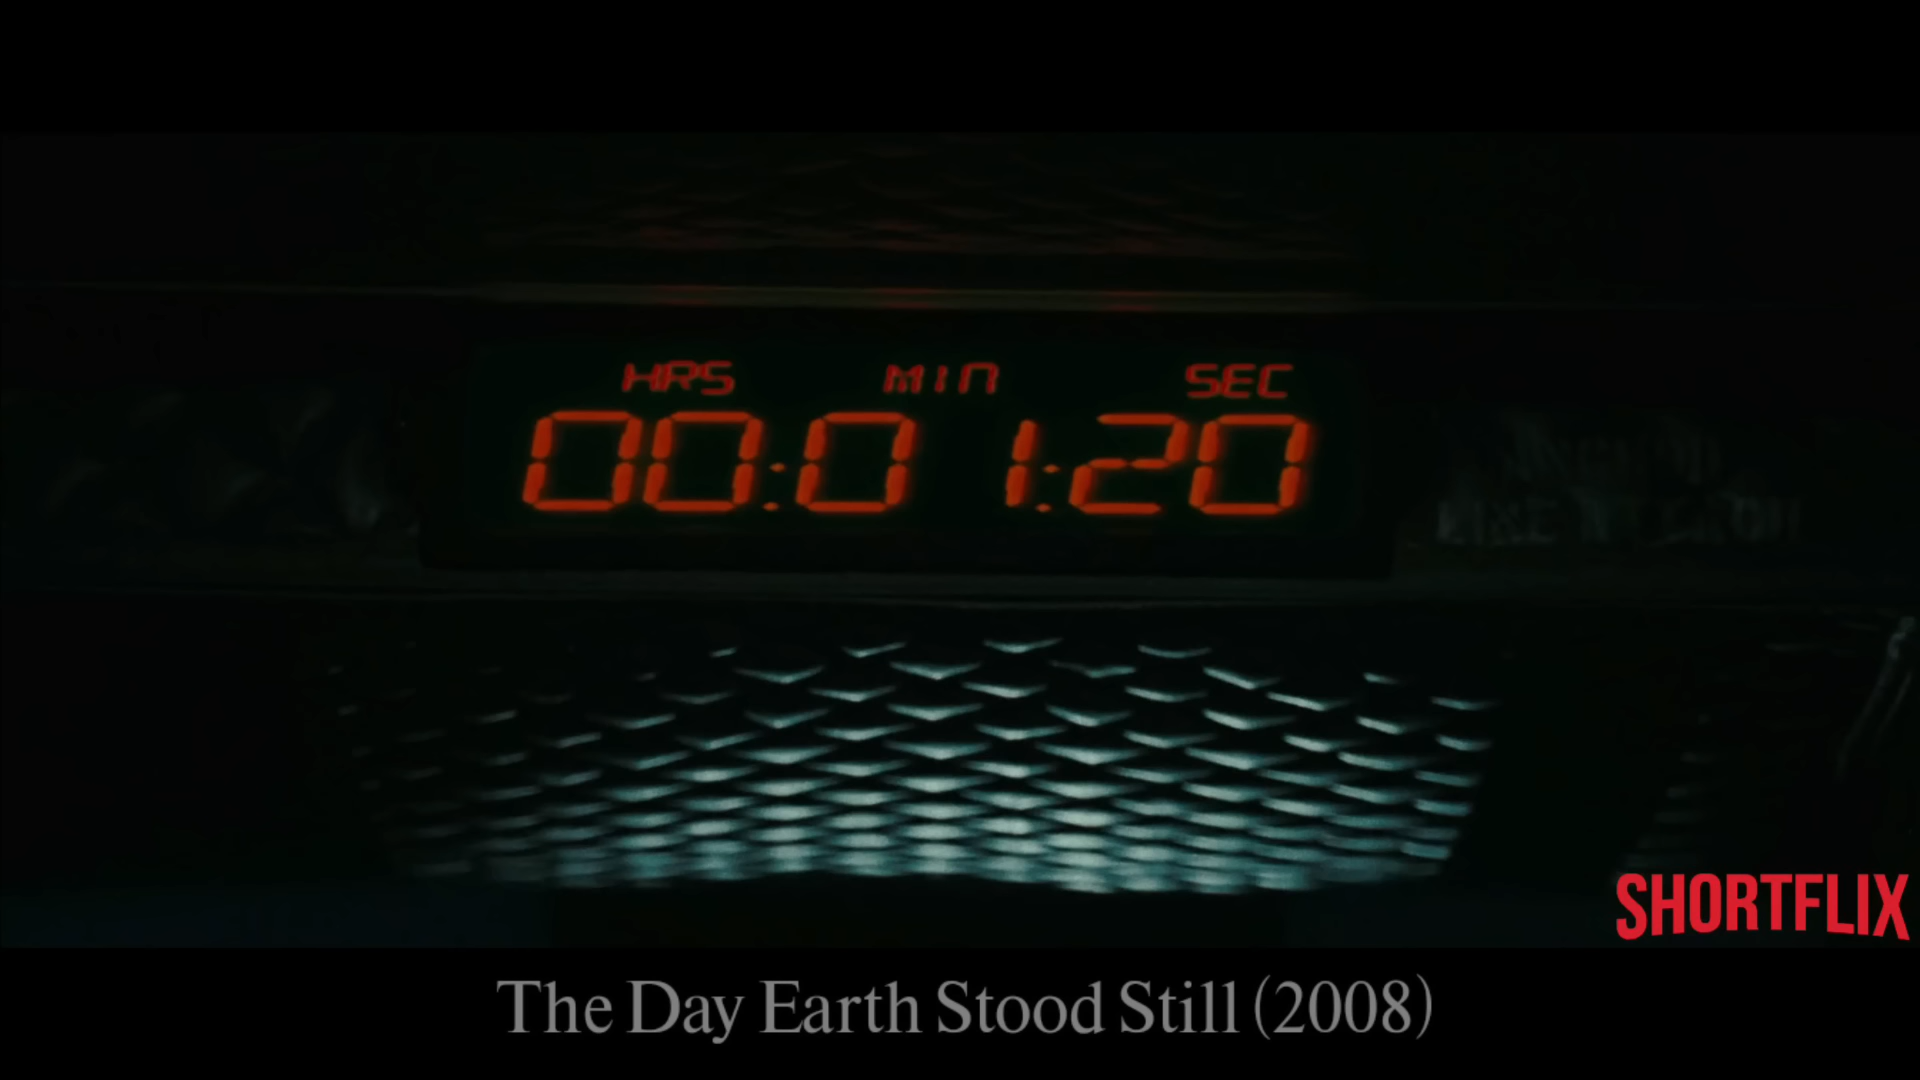 HRS MIN SEC
00:01:20
SHORTFLIX
The Day Earth Stood Still (2008)